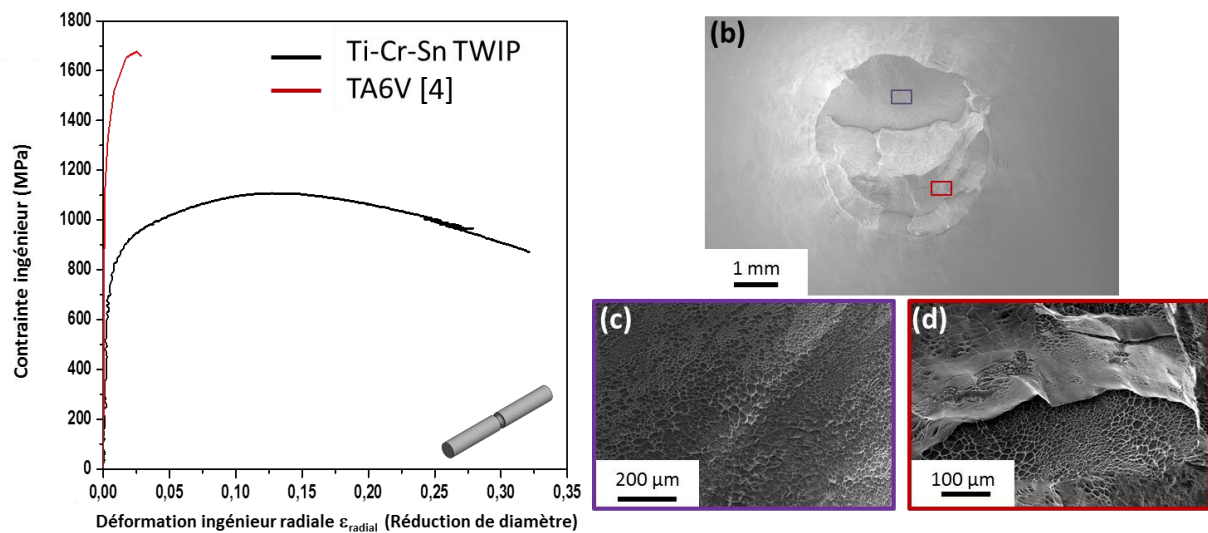 1800
1600
1400
1200
1000
800
600
400
200
0
Contrainte ingénieur (MPa)
Ti-Cr-Sn TWIP
TA6V [4]
0,00 0,05 0,10 0,15 0,20 0,25 0,30 0,35
Déformation ingénieur radiale εradial (Réduction de diamètre)
(b)
1 mm
(c)
200 µm
(d)
100 µm